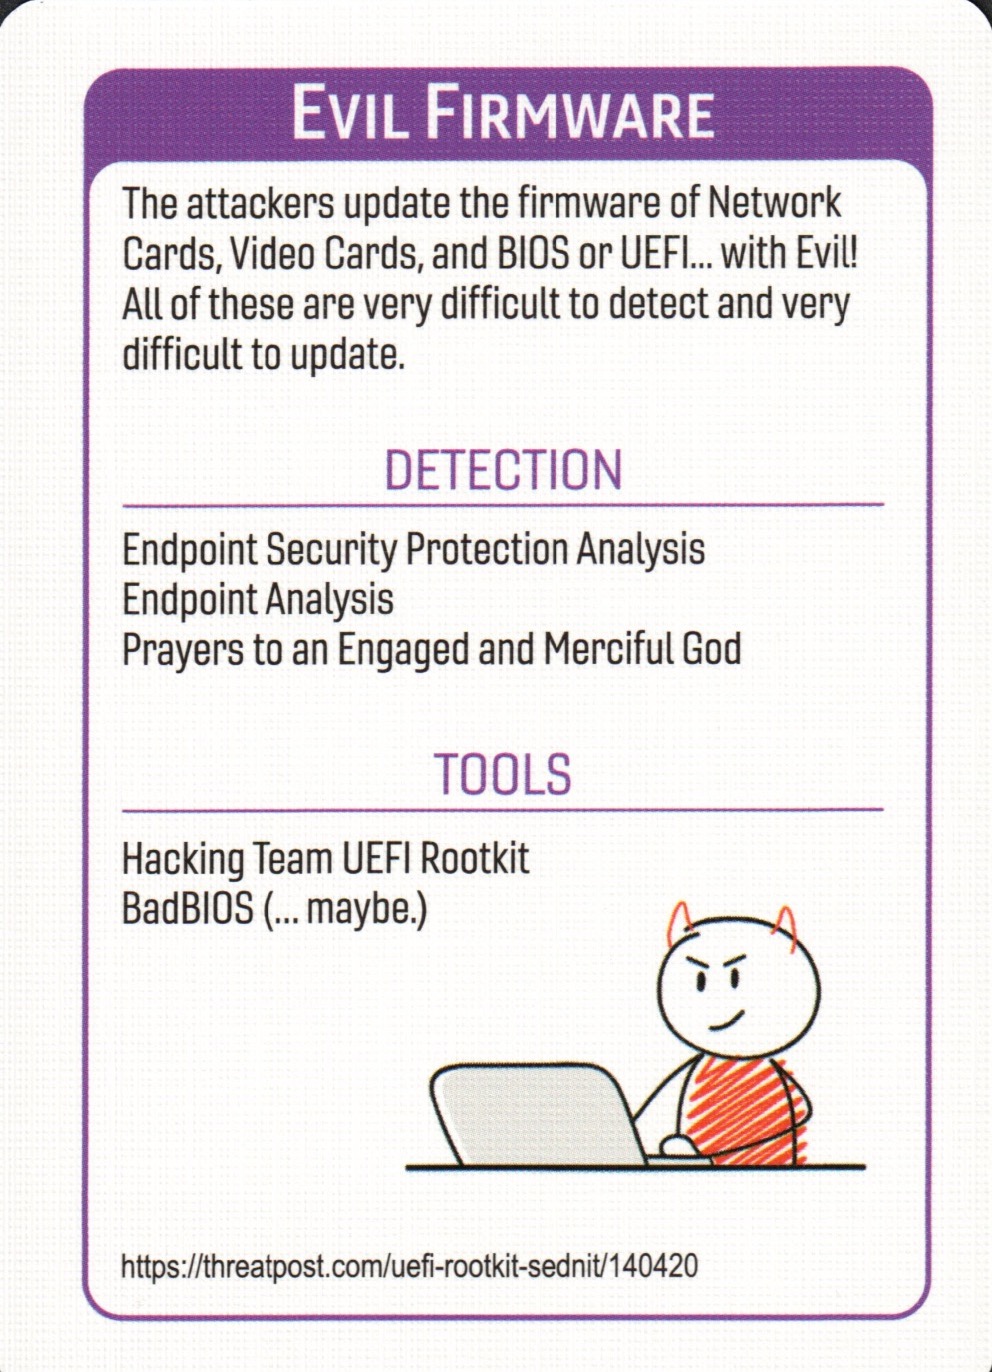 EVIL FIRMWARE
The attackers update the firmware of Network
Cards, Video Cards, and BIOS or UEFI... with Evil!
All of these are very difficult to detect and very
difficult to update.
DETECTION
Endpoint Security Protection Analysis
Endpoint Analysis
Prayers to an Engaged and Merciful God
TOOLS
Hacking Team UEFI Rootkit
BadBIOS (... maybe.)
https://threatpost.com/uefi-rootkit-sednit/140420